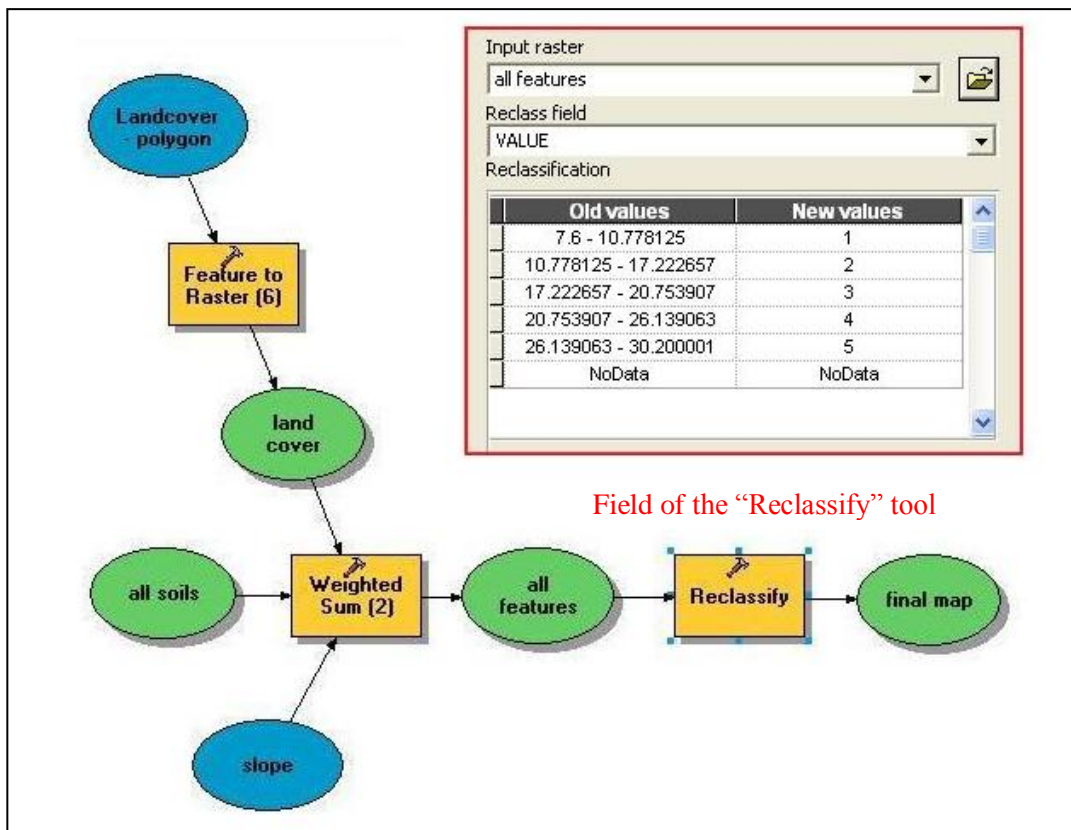 Input raster
all features
Reclass field
VALUE
Reclassification
Old values New values
7.6 - 10.778125 1
10.778125 - 17.222657 2
17.222657 - 20.753907 3
20.753907 - 26.139063 4
26.139063 - 30.200001 5
NoData NoData
Field of the “Reclassify” tool
Landcover
- polygon
Feature to
Raster (6)
land
cover
all soils
Weighted
Sum (2)
all
features
Reclassify
final map
slope